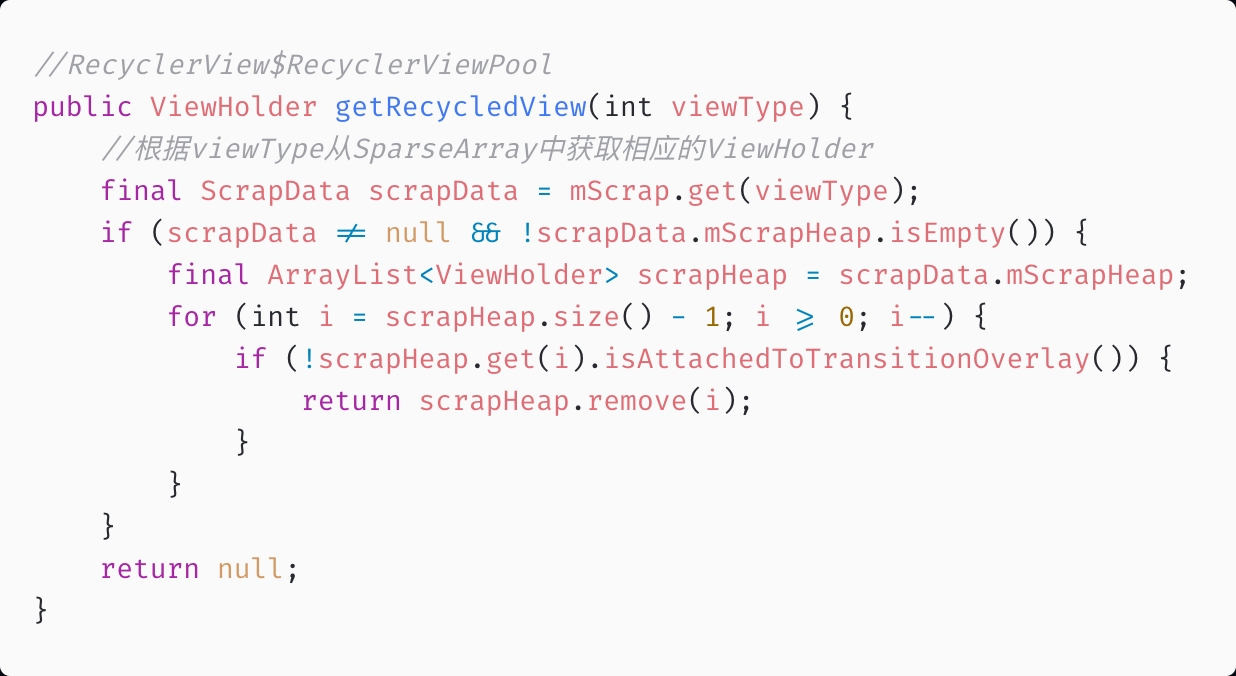 //RecyclerView$RecyclerViewPool
public ViewHolder getRecycledView(int viewType) {
    //根据viewType从SparseArray中获取相应的ViewHolder
    final ScrapData scrapData = mScrap.get(viewType);
    if (scrapData != null && !scrapData.mScrapHeap.isEmpty()) {
        final ArrayList<ViewHolder> scrapHeap = scrapData.mScrapHeap;
        for (int i = scrapHeap.size() - 1; i >= 0; i--) {
            if (!scrapHeap.get(i).isAttachedToTransitionOverlay()) {
                return scrapHeap.remove(i);
            }
        }
    }
    return null;
}